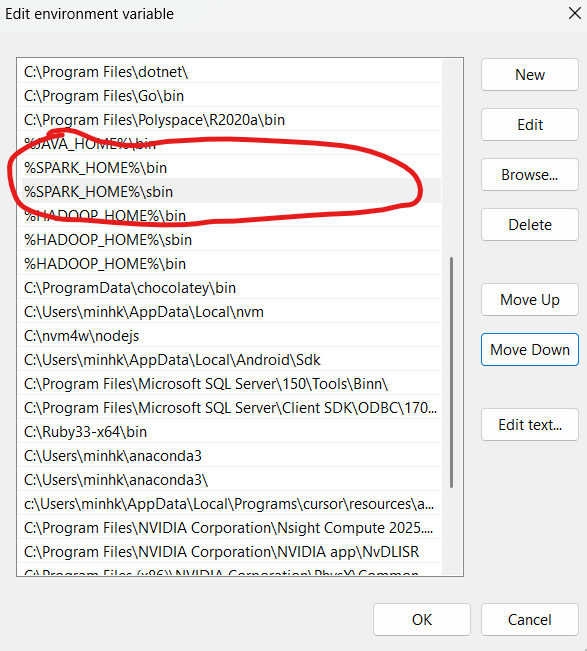 Edit environment variable
C:\Program Files\dotnet\
C:\Program Files\Go\bin
C:\Program Files\Polyspace\R2020a\bin
%JAVA_HOME%\bin
%SPARK_HOME%\bin
%SPARK_HOME%\sbin
%HADOOP_HOME%\bin
%HADOOP_HOME%\sbin
%HADOOP_HOME%\bin
C:\ProgramData\chocolatey\bin
C:\Users\minhk\AppData\Local\nvm
C:\nvm4w\nodejs
C:\Users\minhk\AppData\Local\Android\Sdk
C:\Program Files\Microsoft SQL Server\150\Tools\Binn\
C:\Program Files\Microsoft SQL Server\Client SDK\ODBC\170...
C:\Ruby33-x64\bin
C:\Users\minhk\anaconda3
C:\Users\minhk\anaconda3\
c:\Users\minhk\AppData\Local\Programs\cursor\resources\a...
C:\Program Files\NVIDIA Corporation\Nsight Compute 2025....
C:\Program Files\NVIDIA Corporation\NVIDIA app\NvDLISR
C:\Program Files (x86)\NVIDIA Corporation\PhysX\Common
New
Edit
Browse...
Delete
Move Up
Move Down
Edit text...
OK
Cancel